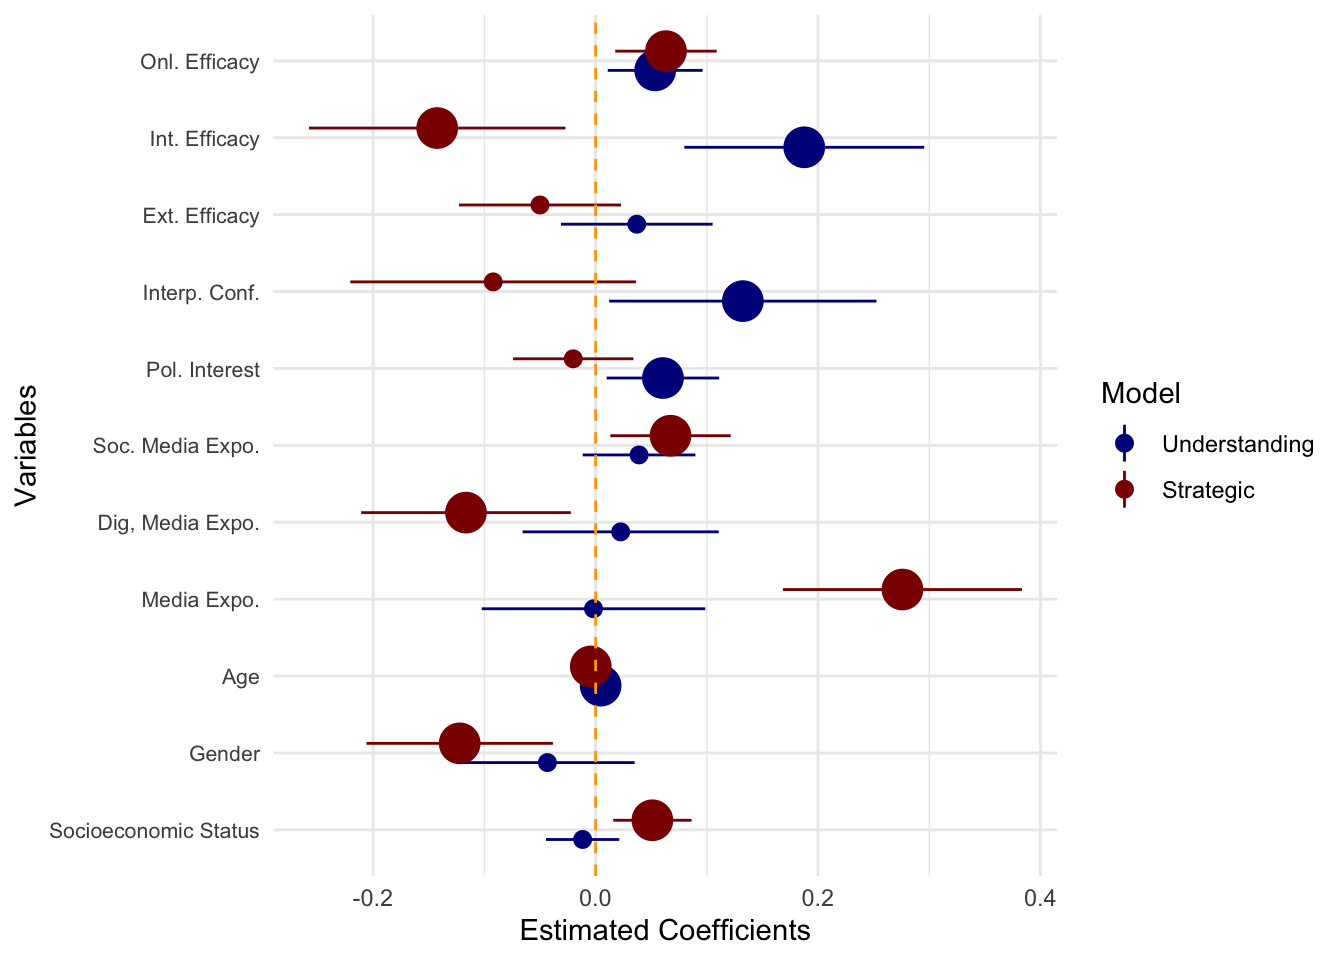 Variables
Onl. Efficacy
Int. Efficacy
Ext. Efficacy
Interp. Conf.
Pol. Interest
Soc. Media Expo.
Dig, Media Expo.
Media Expo.
Age
Gender
Socioeconomic Status
-0.2 0.0 0.2 0.4
Estimated Coefficients
Model
Understanding
Strategic